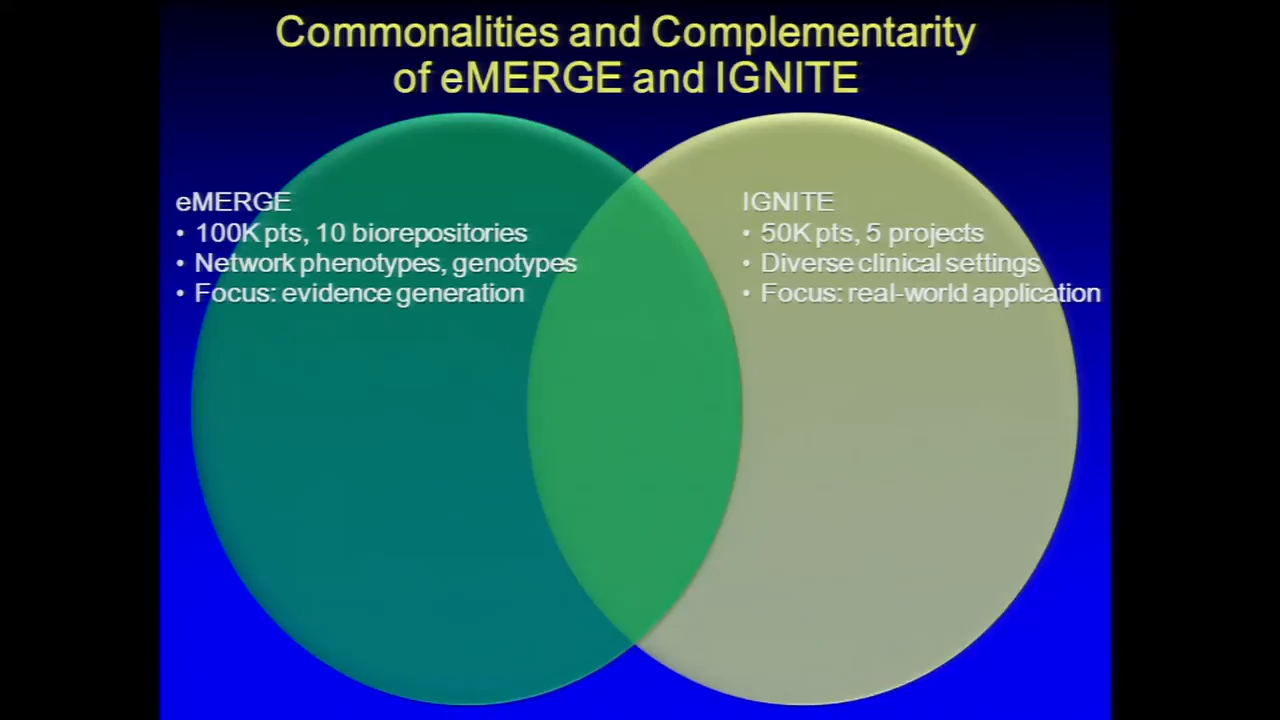 Commonalities and Complementarity
of eMERGE and IGNITE
eMERGE
• 100K pts, 10 biorepositories
• Network phenotypes, genotypes
• Focus: evidence generation
IGNITE
• 50K pts, 5 projects
• Diverse clinical settings
• Focus: real-world application